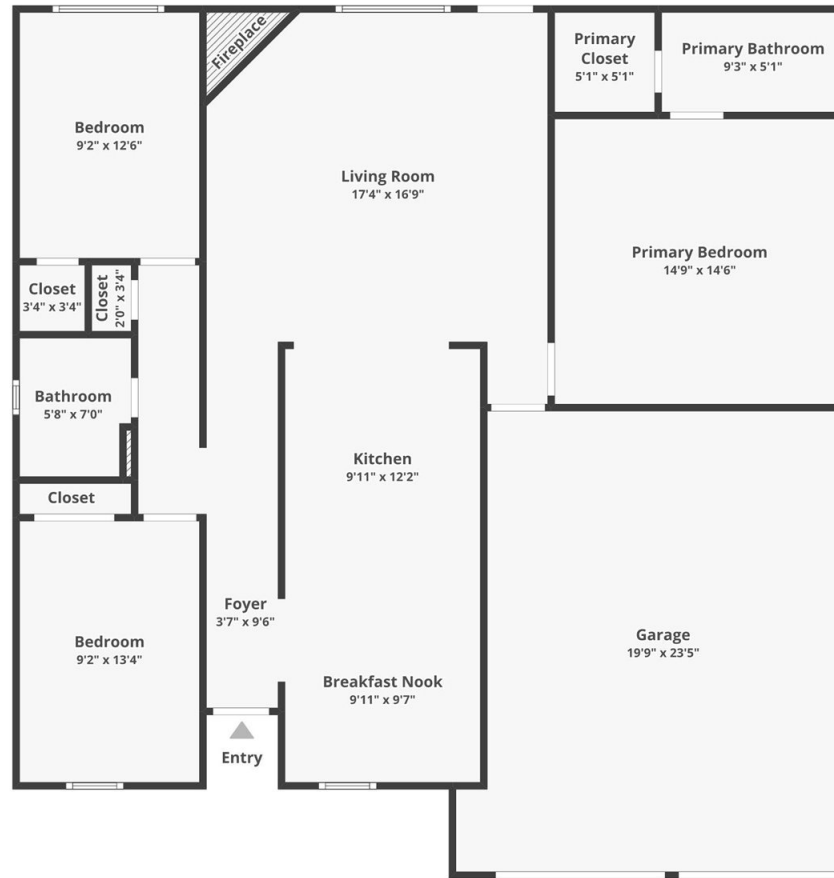 Fireplace
Primary
Closet
5'1" x 5'1"
Primary Bathroom
9'3" x 5'1"
Bedroom
9'2" x 12'6"
Living Room
17'4" x 16'9"
Primary Bedroom
14'9" x 14'6"
Closet
3'4" x 3'4"
Closet
2'0" x 3'4"
Bathroom
5'8" x 7'0"
Kitchen
9'11" x 12'2"
Closet
Foyer
3'7" x 9'6"
Bedroom
9'2" x 13'4"
Garage
19'9" x 23'5"
Breakfast Nook
9'11" x 9'7"
Entry